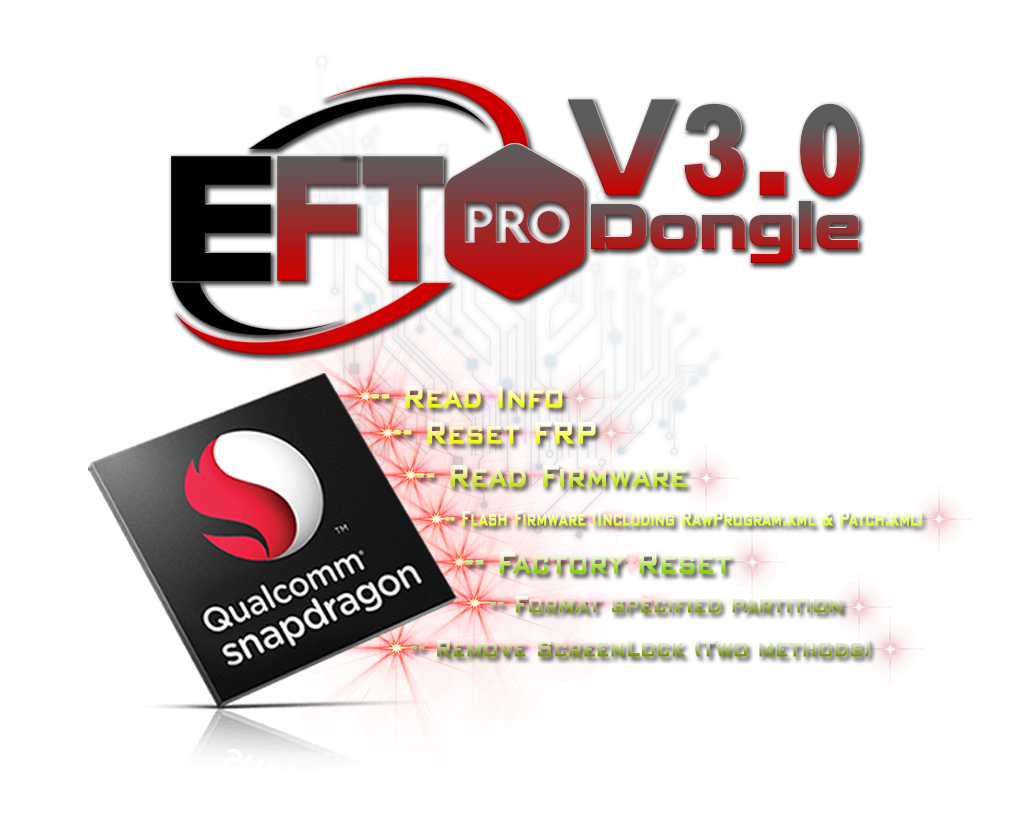 EFT PRO V3.0
Dongle
-- Read Info
-- Reset FRP
-- Read Firmware
-- Flash Firmware (Including RawProgram.xml & Patch.xml)
-- Factory Reset
-- Format specified partition
-- Remove ScreenLock (Two methods)
TM
Qualcomm®
snapdragon